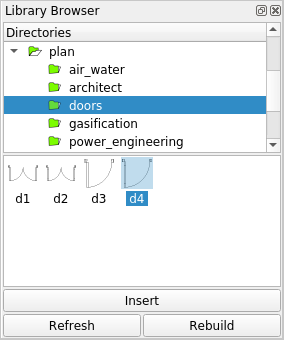 Library Browser
Directories
plan
air_water
architect
doors
gasification
power_engineering
d1 d2 d3 d4
Insert
Refresh Rebuild